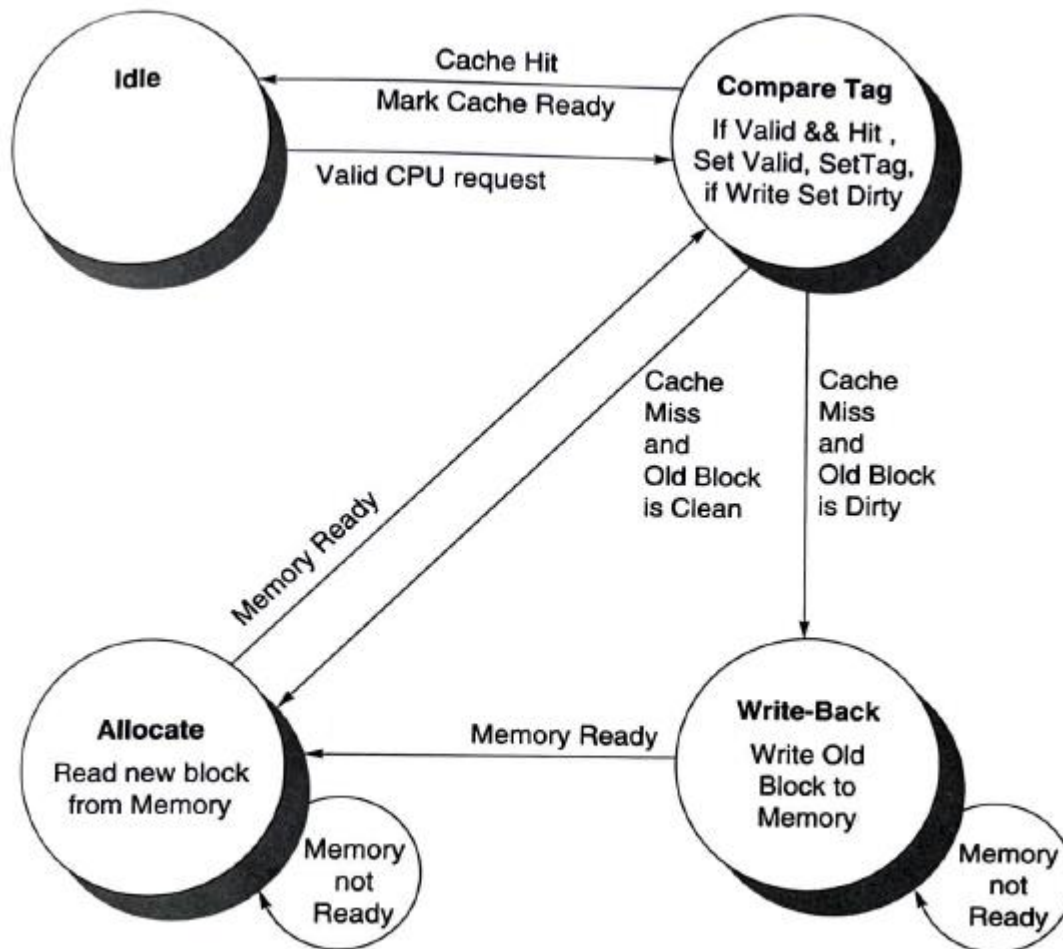 Idle
Cache Hit
Mark Cache Ready
Valid CPU request
Compare Tag
If Valid && Hit ,
Set Valid, SetTag,
if Write Set Dirty
Cache
Miss
and
Old Block
is Clean
Cache
Miss
and
Old Block
is Dirty
Memory Ready
Allocate
Read new block
from Memory
Memory
not
Ready
Memory Ready
Write-Back
Write Old
Block to
Memory
Memory
not
Ready